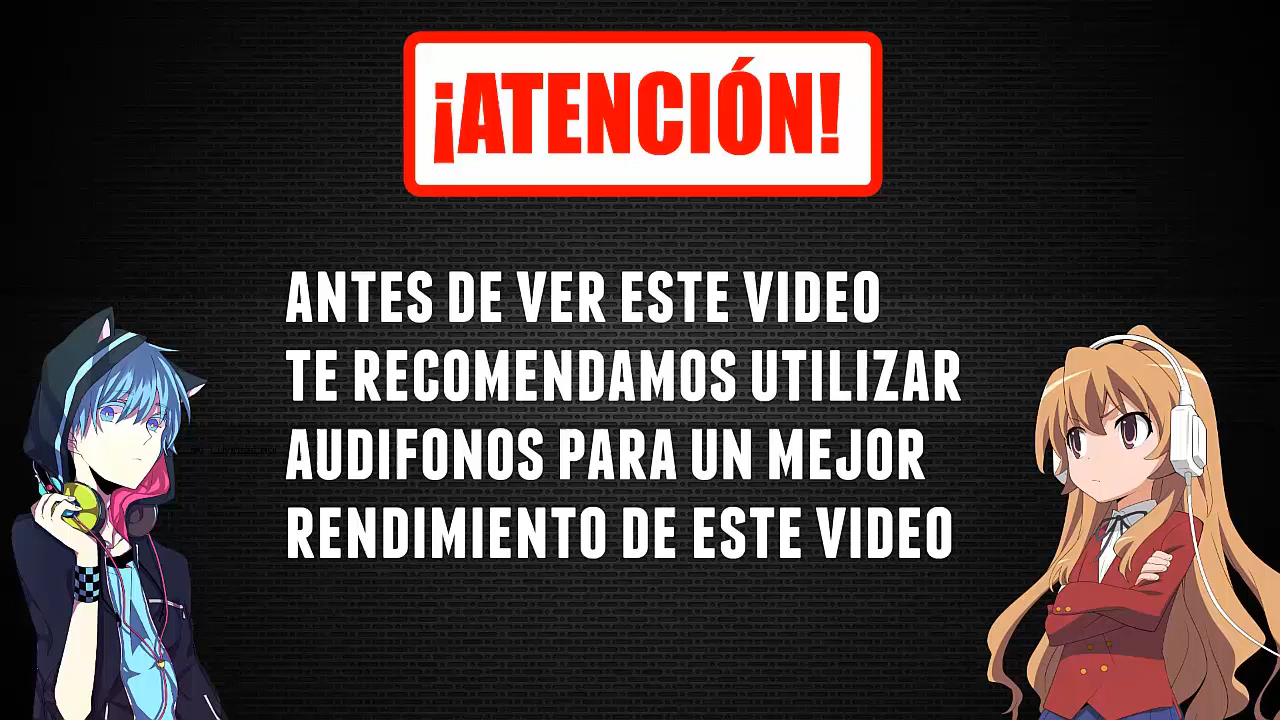 ¡ATENCIÓN!
ANTES DE VER ESTE VIDEO
TE RECOMENDAMOS UTILIZAR
AUDIFONOS PARA UN MEJOR
RENDIMIENTO DE ESTE VIDEO